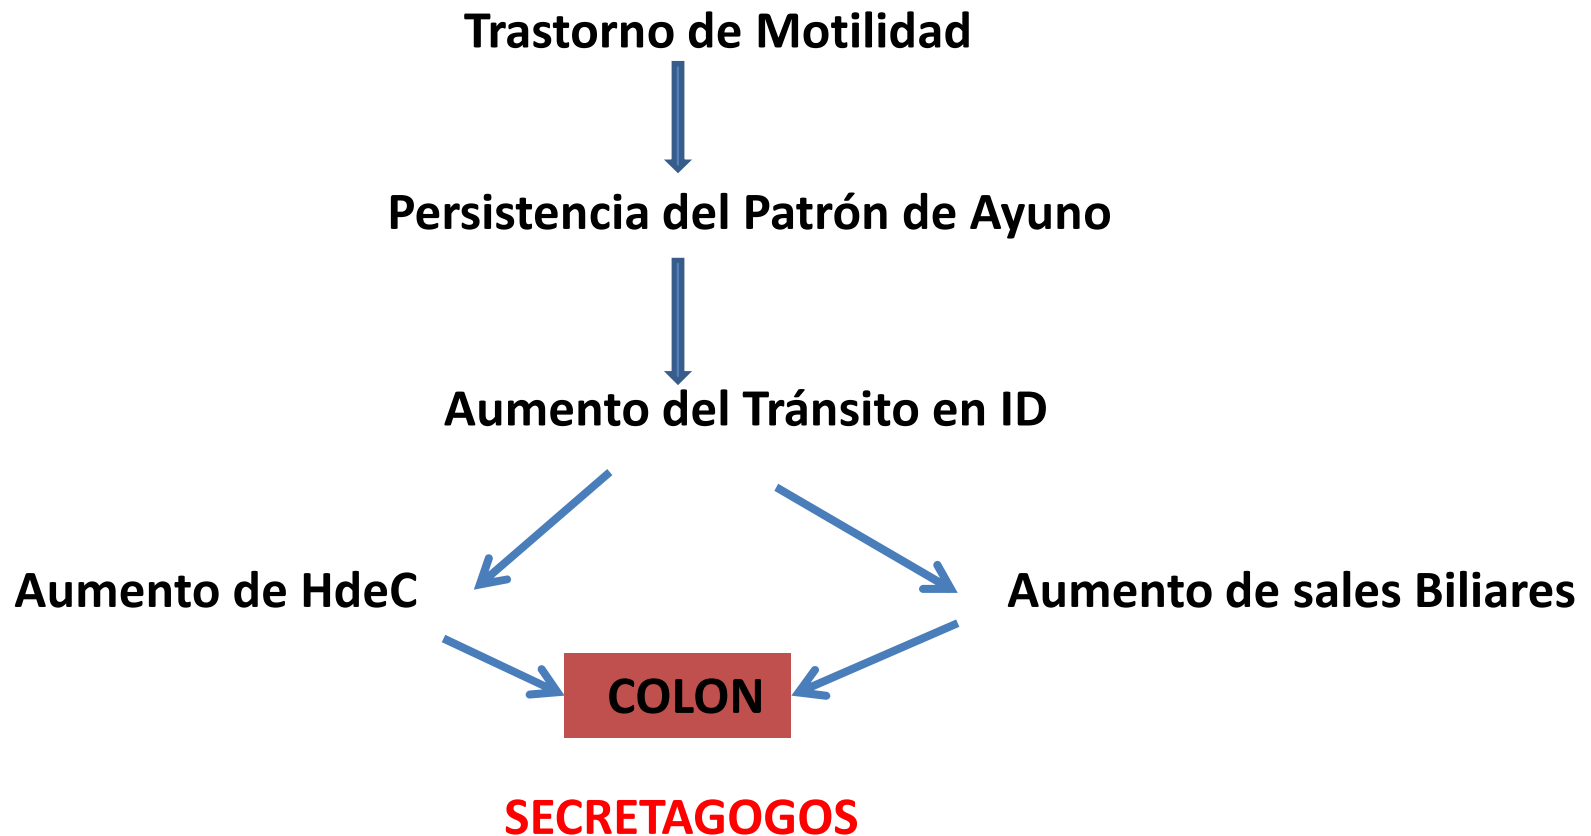 Trastorno de Motilidad
Persistencia del Patrón de Ayuno
Aumento del Tránsito en ID
Aumento de HdeC
Aumento de sales Biliares
COLON
SECRETAGOGOS